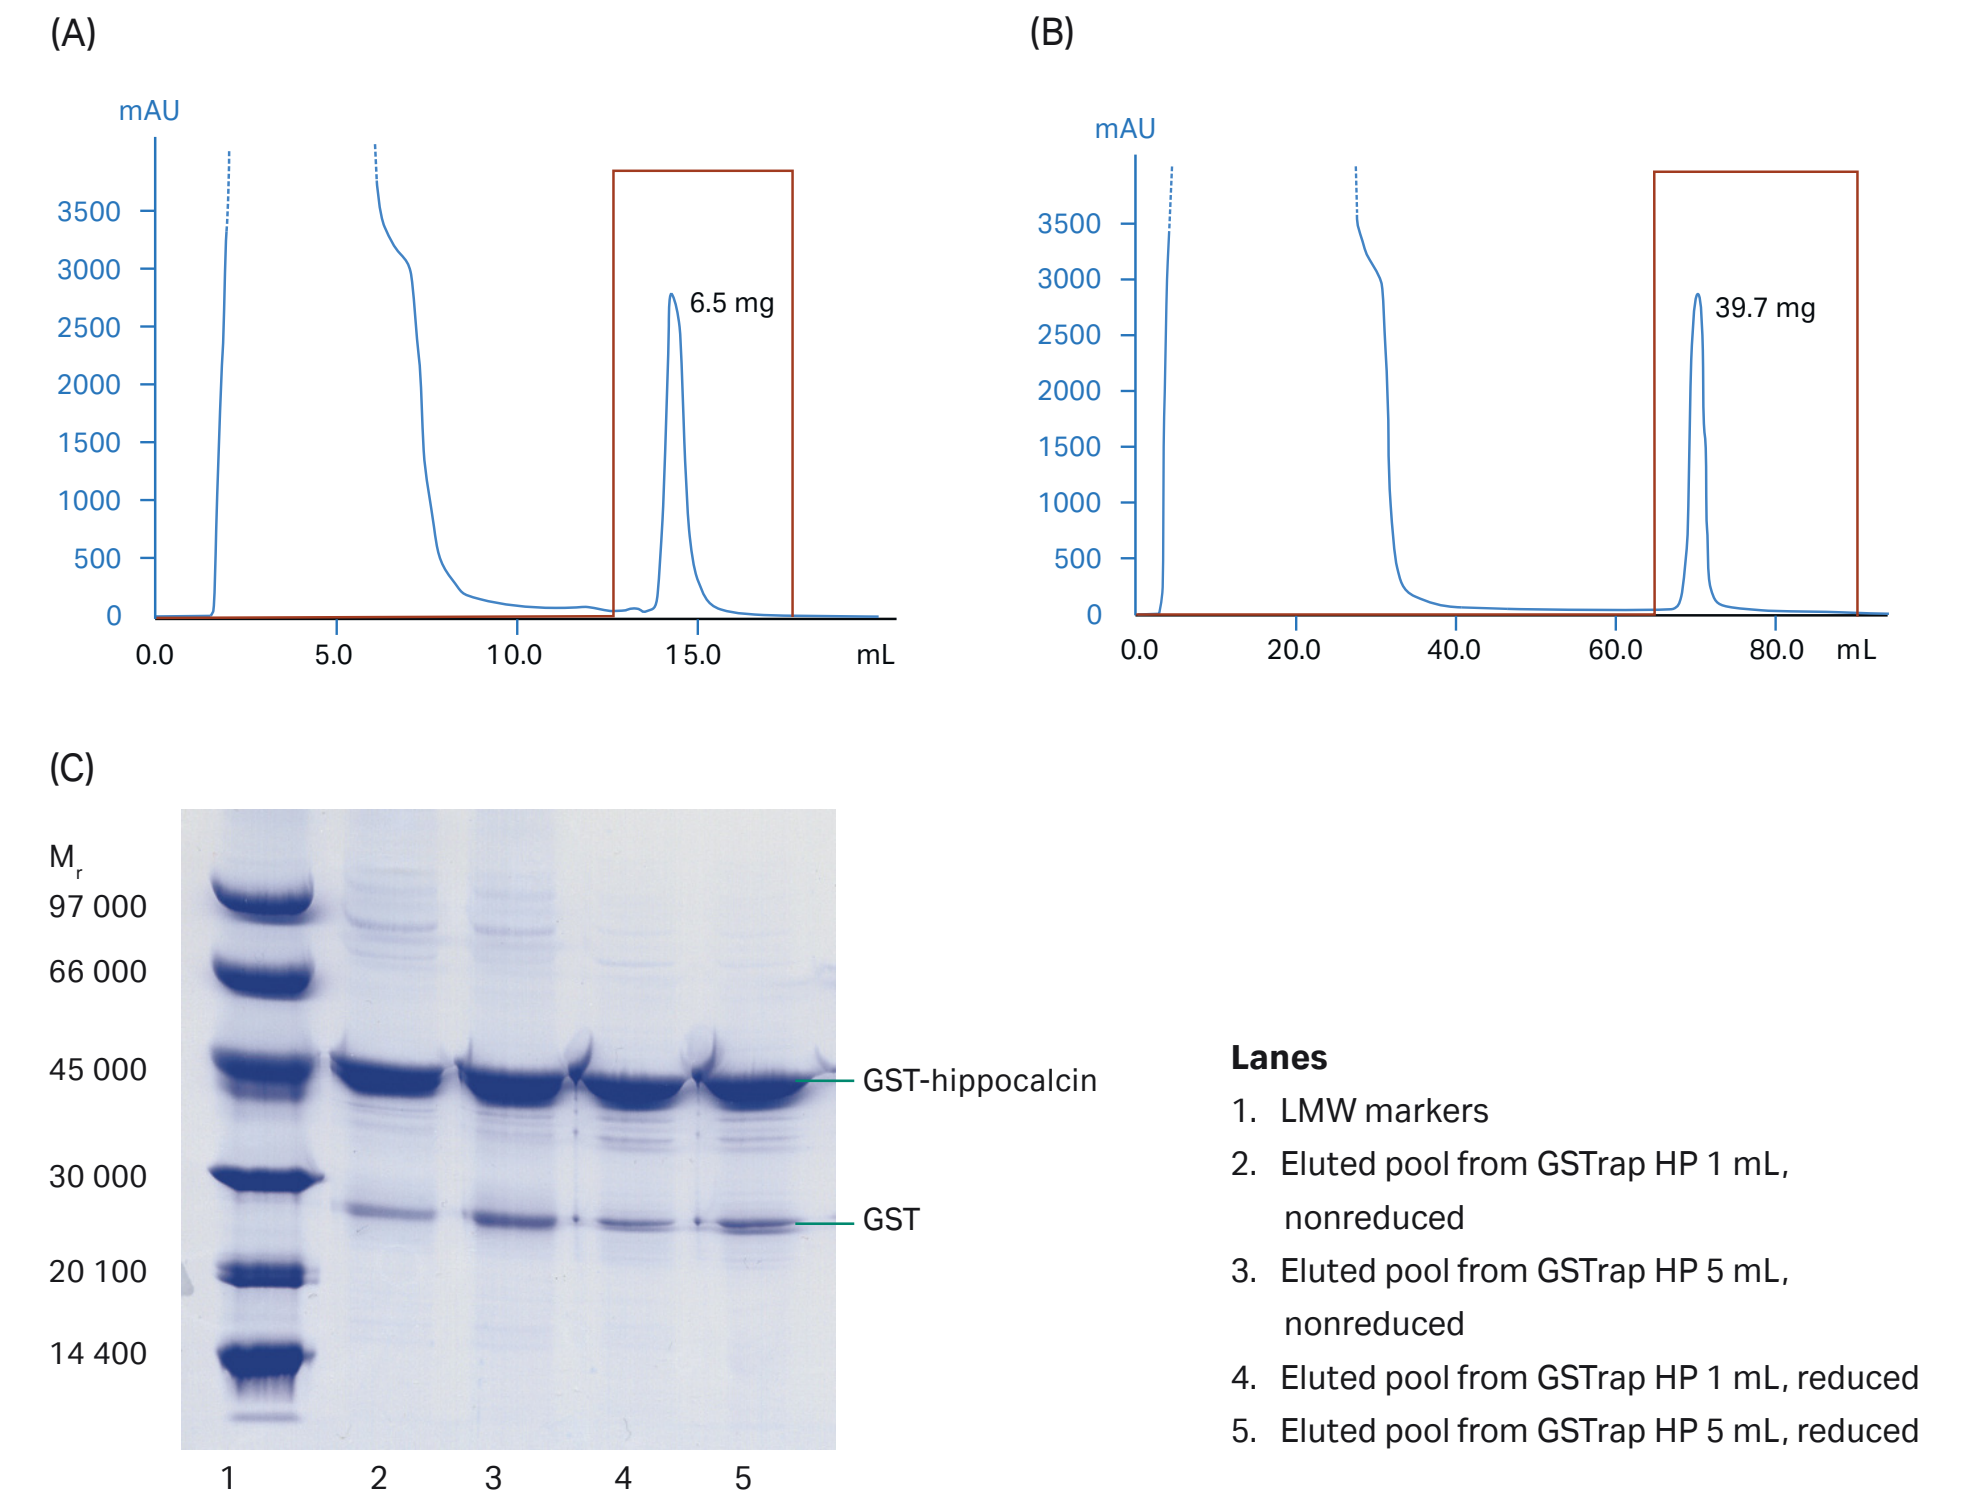 (A)
mAU
3500
3000
2500
2000
1500
1000
500
0
6.5 mg
0.0 5.0 10.0 15.0 mL
(B)
mAU
3500
3000
2500
2000
1500
1000
500
0
39.7 mg
0.0 20.0 40.0 60.0 80.0 mL
(C)
Mr
97 000
66 000
45 000
30 000
20 100
14 400
GST-hippocalcin
GST
1 2 3 4 5
Lanes
1. LMW markers
2. Eluted pool from GSTrap HP 1 mL,
nonreduced
3. Eluted pool from GSTrap HP 5 mL,
nonreduced
4. Eluted pool from GSTrap HP 1 mL, reduced
5. Eluted pool from GSTrap HP 5 mL, reduced